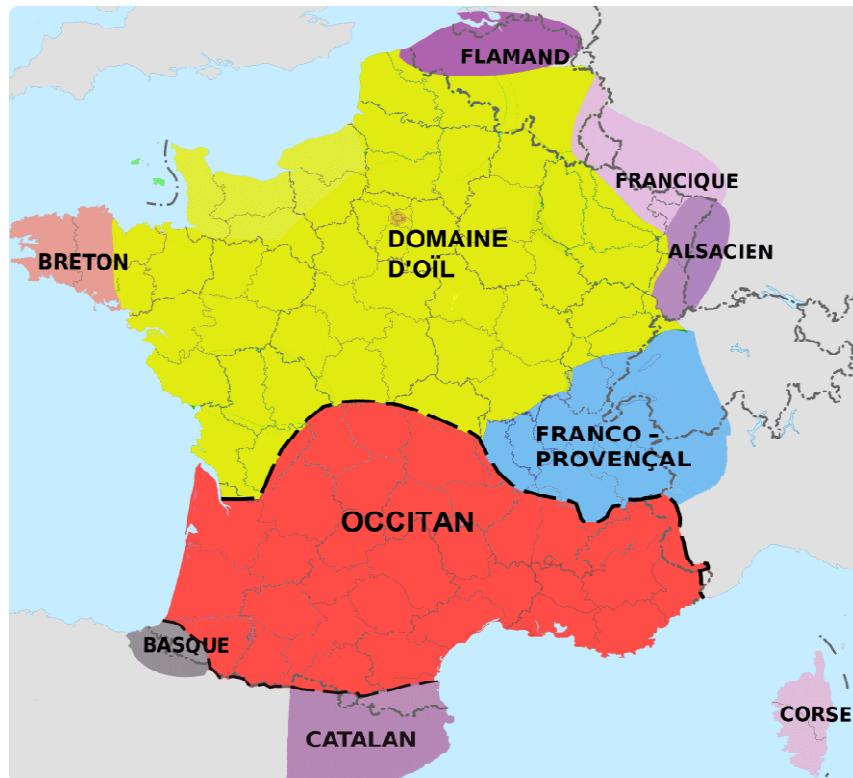 FLAMAND
FRANCIQUE
DOMAINE
D'OÏL
ALSACIEN
BRETON
FRANCO -
PROVENÇAL
OCCITAN
BASQUE
CORSE
CATALAN